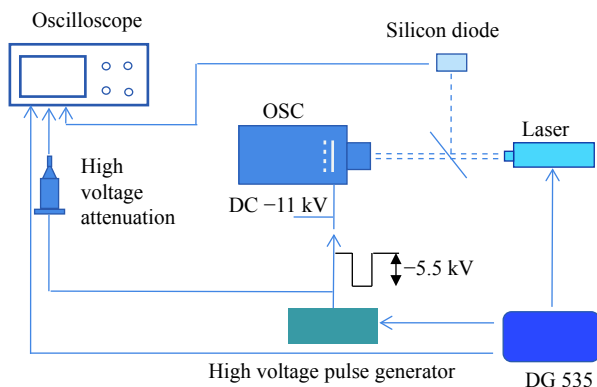 Oscilloscope
Silicon diode
OSC
Laser
High
voltage
attenuation
DC −11 kV
−5.5 kV
High voltage pulse generator
DG 535